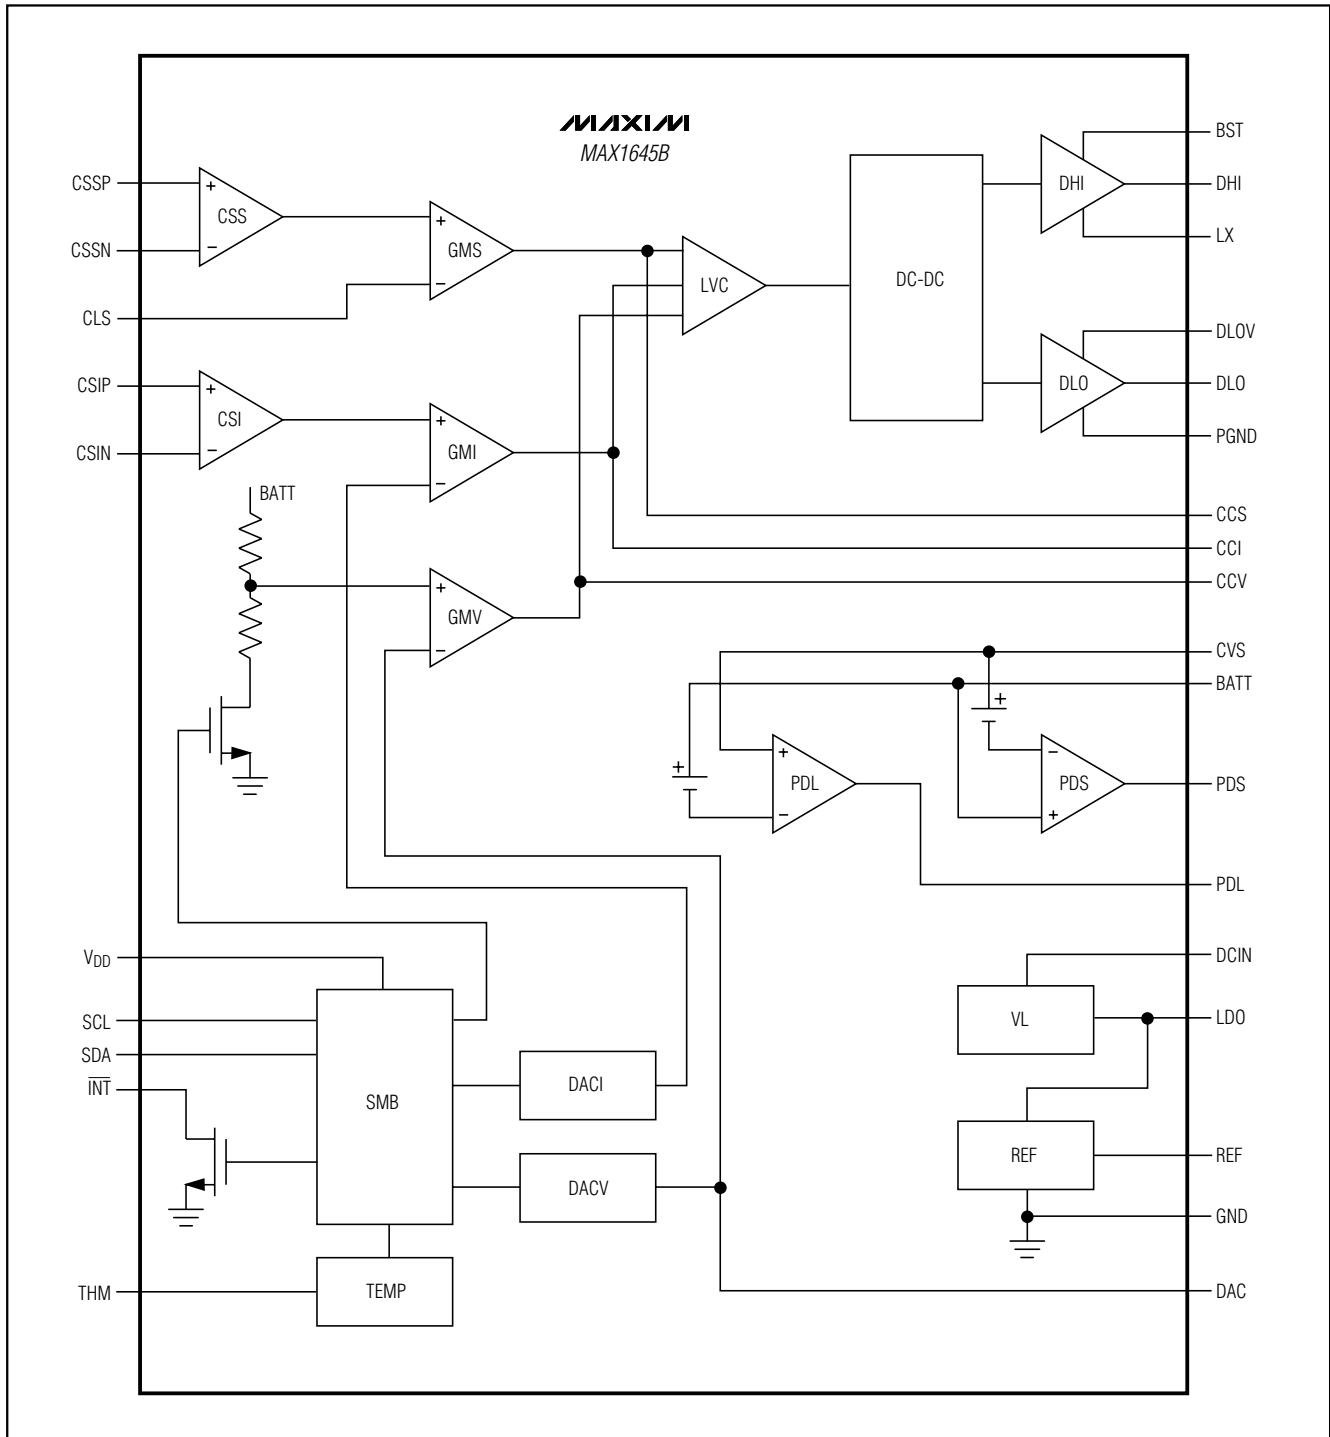 MAXIM
MAX1645B
BST
CSSP
+
CSS
−
DHI
DHI
CSSN
+
GMS
−
LX
LVC
DC-DC
CLS
DLOV
CSIP
+
CSI
−
DLO
DLO
CSIN
+
GMI
−
PGND
BATT
CCS
CCI
CCV
+
GMV
−
CVS
BATT
+
+
PDL
−
+
−
PDS
+
PDS
PDL
VDD
DCIN
VL
LDO
SCL
SDA
INT
SMB
DACI
DACV
REF
REF
GND
THM
TEMP
DAC